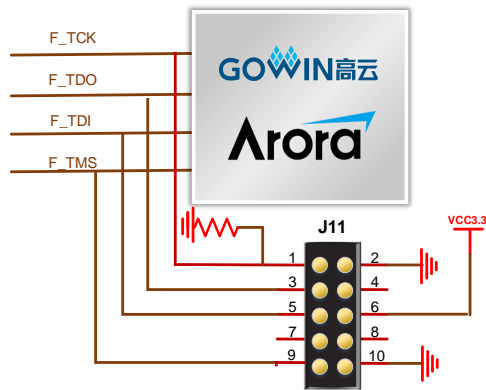 F_TCK
F_TDO
F_TDI
F_TMS
GOWIN高云
Arora
J11
VCC3.3
1 2
3 4
5 6
7 8
9 10